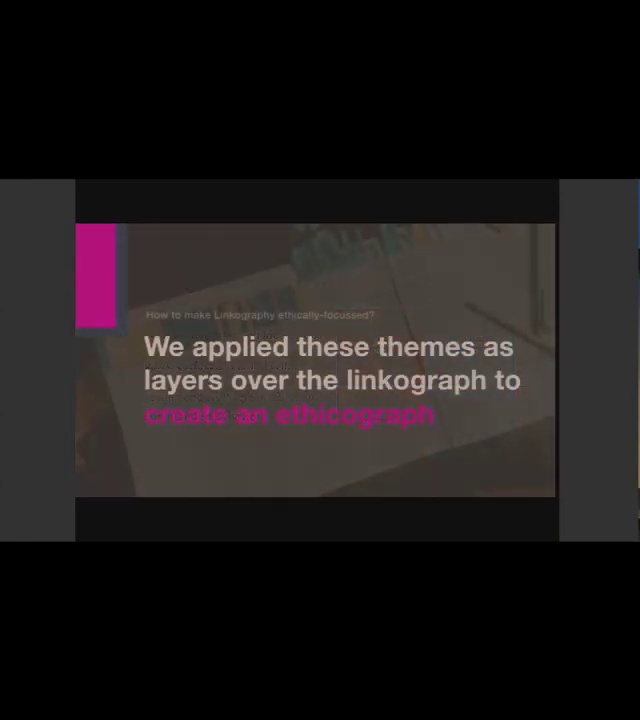 How to make Linkography ethically-focussed?
We applied these themes as
layers over the linkograph to
create an ethicograph